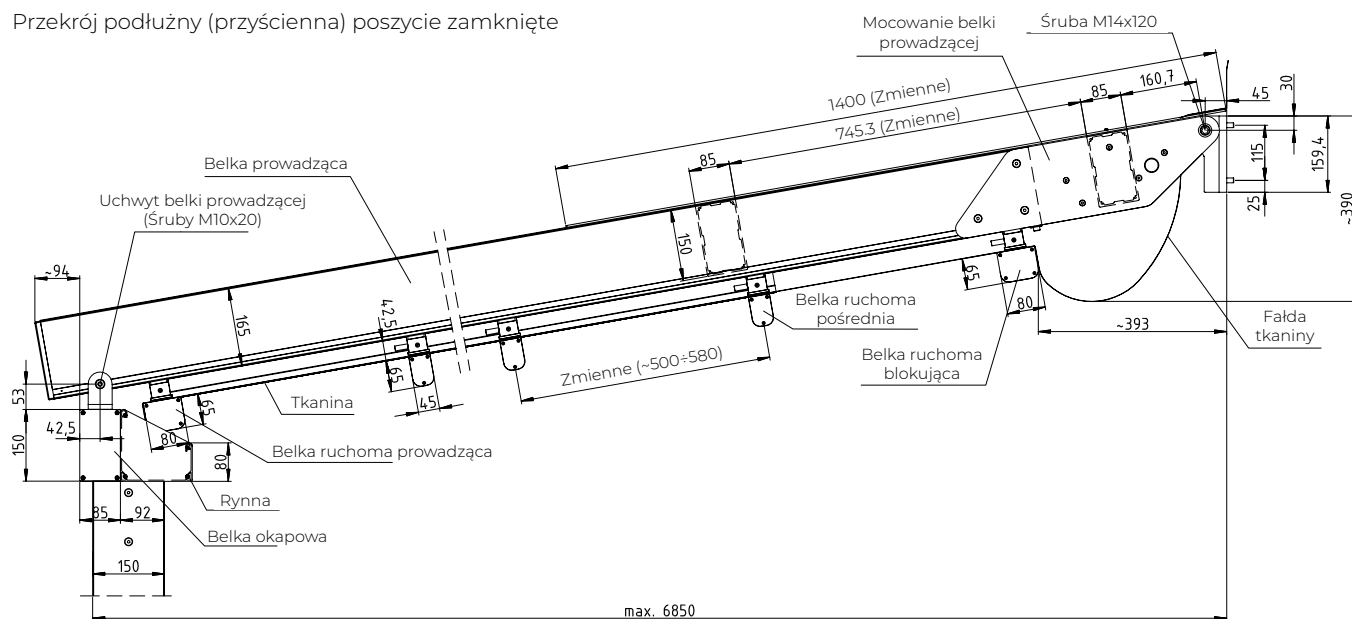 Przekrój podłużny (przyścienna) poszycie zamknięte
Mocowanie belki
prowadzącej
Śruba M14x120
1400 (Zmienne)
85
160,7
45
30
745.3 (Zmienne)
Belka prowadząca
85
115
159,4
25
~390
Uchwyt belki prowadzącej
(Śruby M10x20)
150
~94
165
42,5
65
80
Belka ruchoma
pośrednia
~393
Fałda
tkaniny
Belka ruchoma
blokująca
Zmienne (~500÷580)
65
45
Tkanina
53
150
42,5
65
80
80
Belka ruchoma prowadząca
Rynna
85
92
Belka okapowa
150
max. 6850